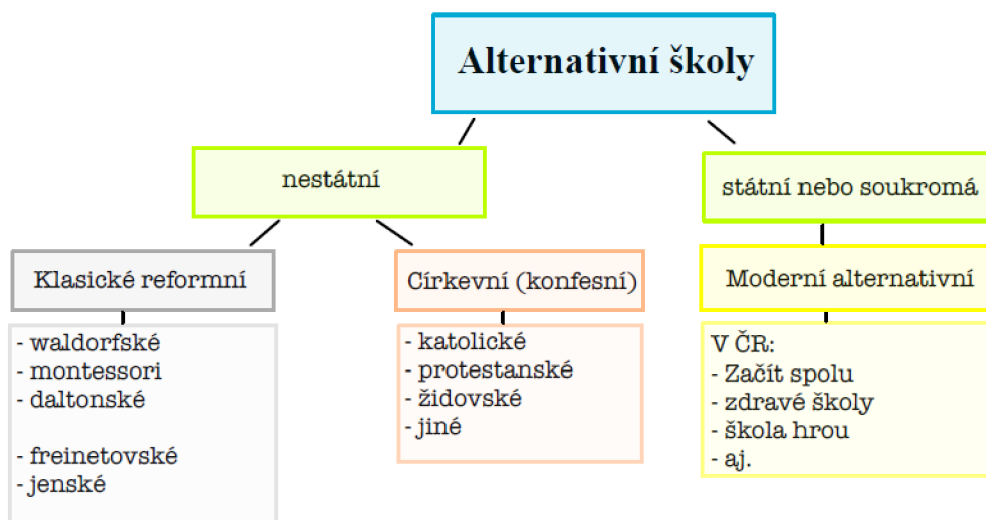 Alternativní školy
nestátní
státní nebo soukromá
Klasické reformní
Církevní (konfesní)
Moderní alternativní
- waldorfské
- montessori
- daltonské
- freinetovské
- jenské
- katolické
- protestanské
- židovské
- jiné
V ČR:
- Začít spolu
- zdravé školy
- škola hrou
- aj.